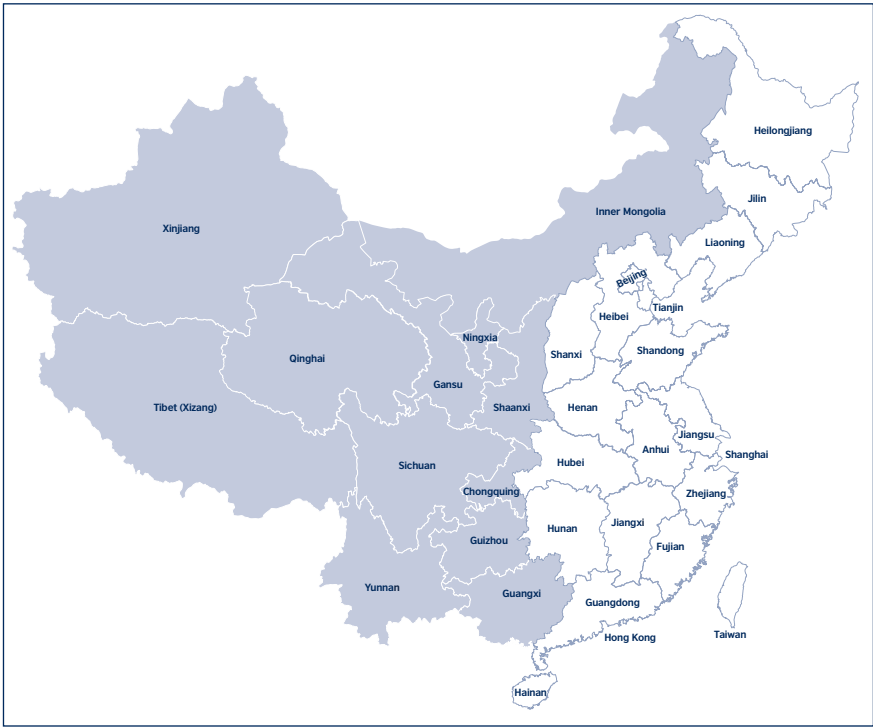 Heilongjiang
Jilin
Inner Mongolia
Xinjiang
Liaoning
Beijing
Tianjin
Heibei
Ningxia
Shandong
Shanxi
Qinghai
Gansu
Tibet (Xizang)
Shaanxi
Henan
Jiangsu
Anhui
Shanghai
Hubei
Sichuan
Chongquing
Zhejiang
Jiangxi
Hunan
Guizhou
Fujian
Yunnan
Guangxi
Guangdong
Taiwan
Hong Kong
Hainan